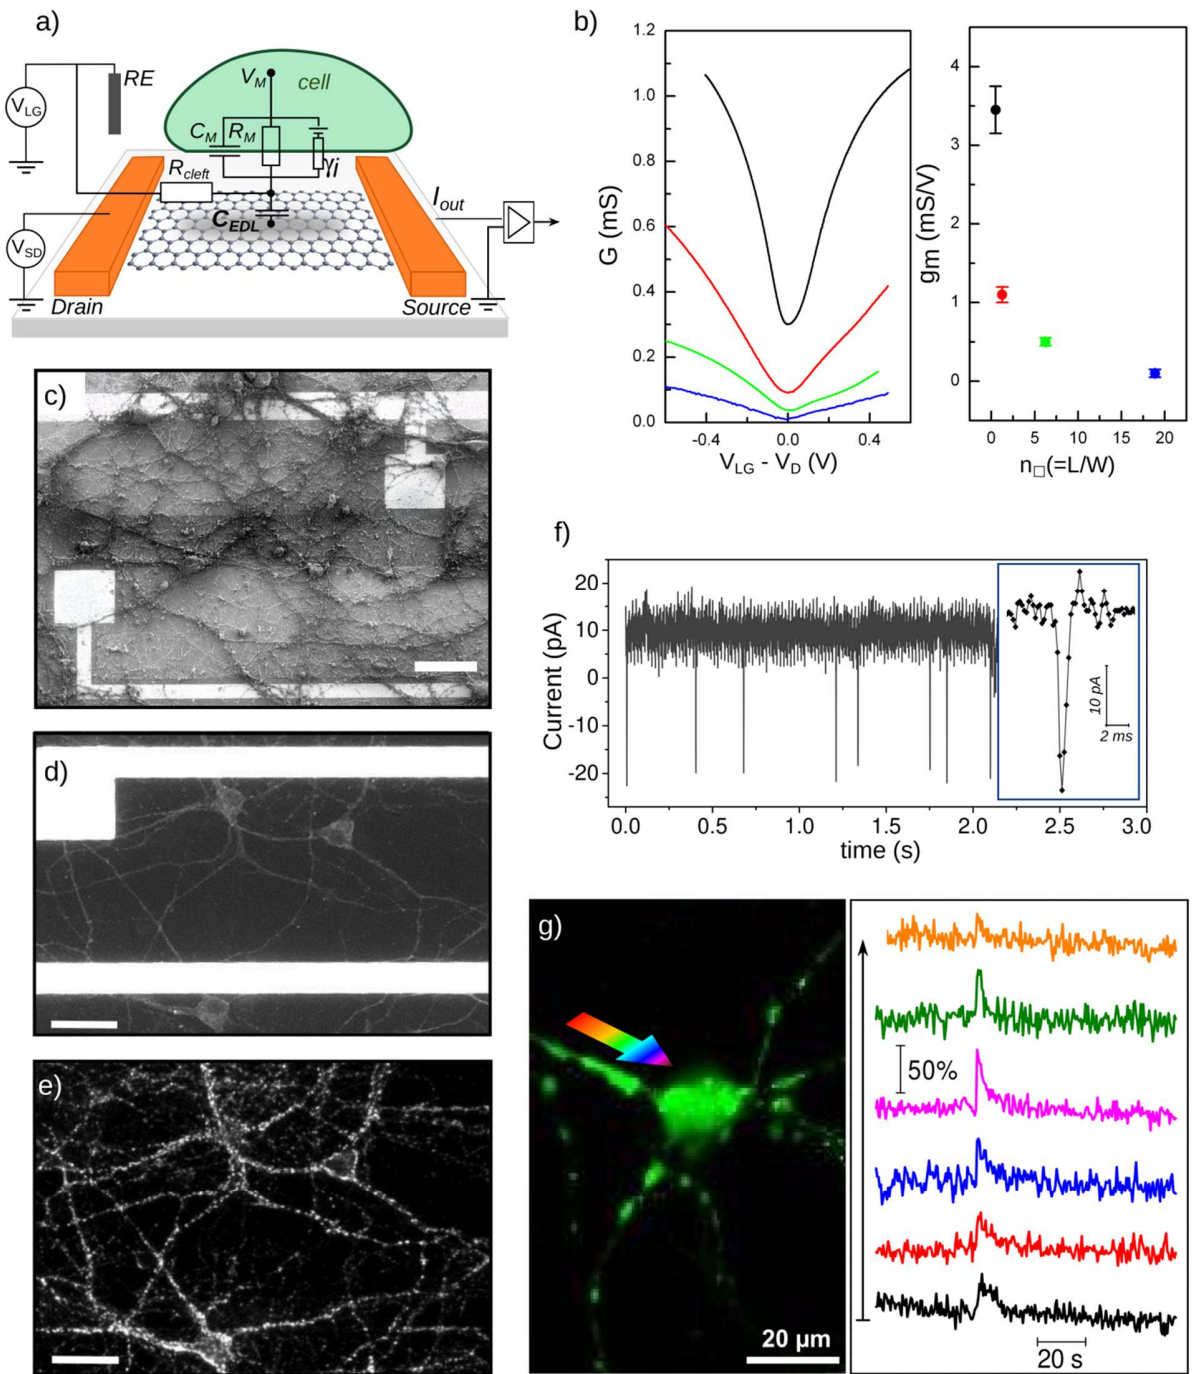 a)
RE
V_LG
V_M
cell
C_M R_M
γi
R_cleft
C_EDL
I_out
V_SD
Drain
Source
b)
1.2
1.0
0.8
0.6
0.4
0.2
0.0
G (mS)
-0.4 0.0 0.4
V_LG - V_D (V)
4
3
2
1
0
g_m (mS/V)
0 5 10 15 20
n_□(=L/W)
c)
d)
e)
f)
20
10
0
-10
-20
Current (pA)
0.0 0.5 1.0 1.5 2.0 2.5 3.0
time (s)
10 pA
2 ms
g)
20 µm
50%
20 s